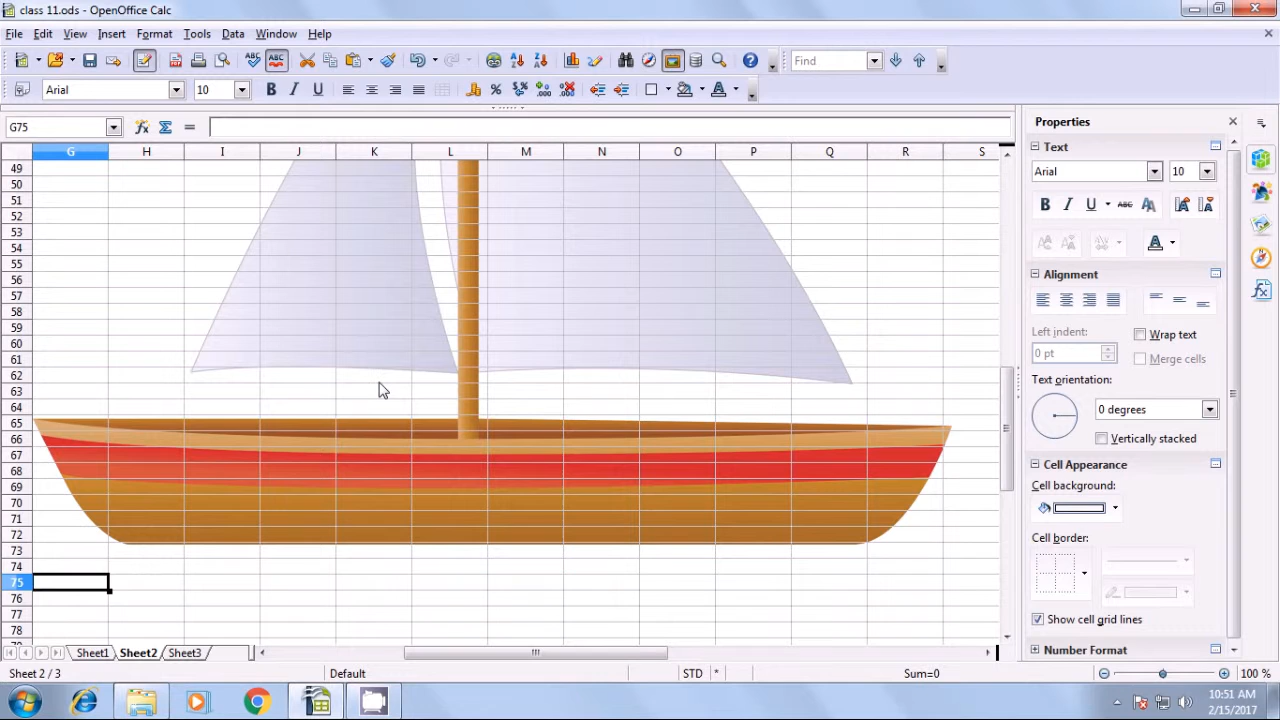 class 11.ods - OpenOffice Calc
File Edit View Insert Format Tools Data Window Help
Find
Arial 10
G75
Properties
G H I J K L M N O P Q R S
Text
Arial 10
Alignment
Left indent:
Wrap text
0 pt
Merge cells
Text orientation:
0 degrees
Vertically stacked
Cell Appearance
Cell background:
Cell border:
Show cell grid lines
Number Format
49
50
51
52
53
54
55
56
57
58
59
60
61
62
63
64
65
66
67
68
69
70
71
72
73
74
75
76
77
78
Sheet1 Sheet2 Sheet3
Sheet 2 / 3 Default STD * Sum=0 100 %
10:51 AM
2/15/2017